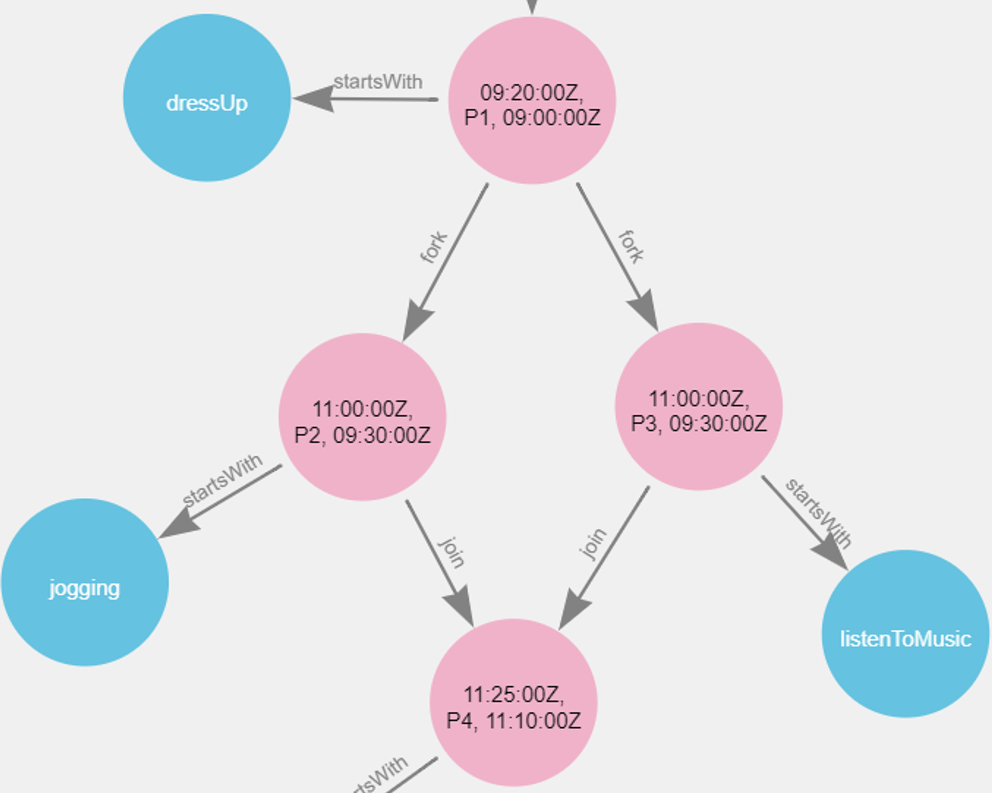 startsWith
dressUp
09:20:00Z,
P1, 09:00:00Z
fork
fork
11:00:00Z,
P2, 09:30:00Z
11:00:00Z,
P3, 09:30:00Z
startsWith
startsWith
join
join
jogging
listenToMusic
11:25:00Z,
P4, 11:10:00Z